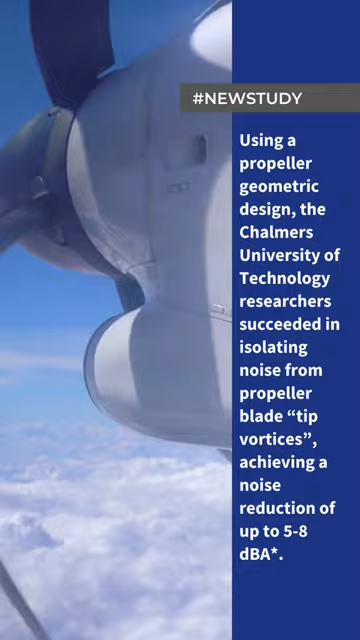 #NEWSTUDY
Using a
propeller
geometric
design, the
Chalmers
University of
Technology
researchers
succeeded in
isolating
noise from
propeller
blade “tip
vortices”,
achieving a
noise
reduction of
up to 5-8
dBA*.